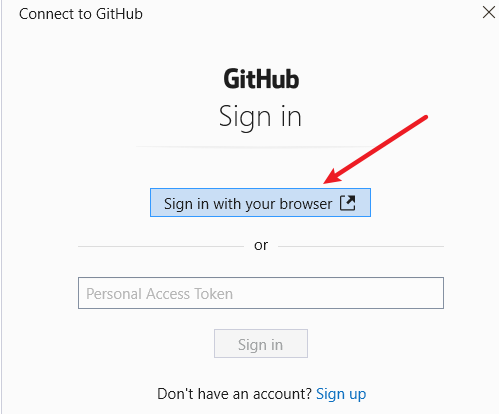 Connect to GitHub
GitHub
Sign in
Sign in with your browser
or
Personal Access Token
Sign in
Don't have an account? Sign up